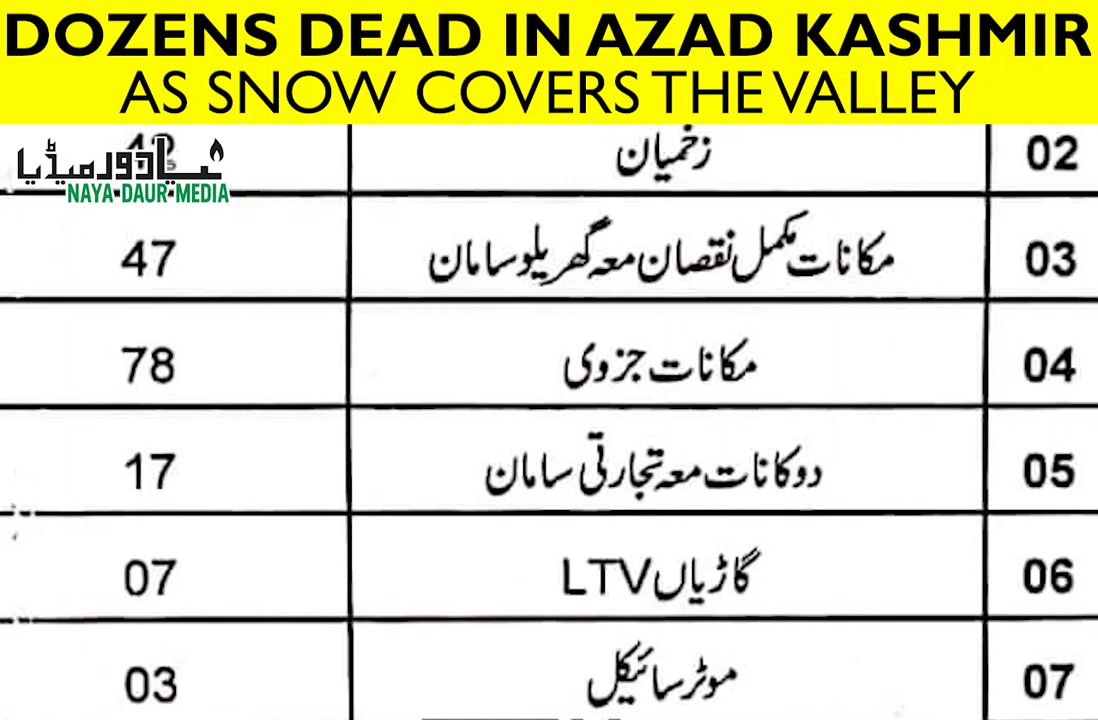 DOZENS DEAD IN AZAD KASHMIR
AS SNOW COVERS THE VALLEY
نیا دور میڈیا
NAYA DAUR MEDIA
02 زخمیان
03 مکانات مکمل نقصان معہ گھریلو سامان 47
04 مکانات جزوی 78
05 دوکانات معہ تجارتی سامان 17
06 گاڑیاں LTV 07
07 موٹر سائیکل 03